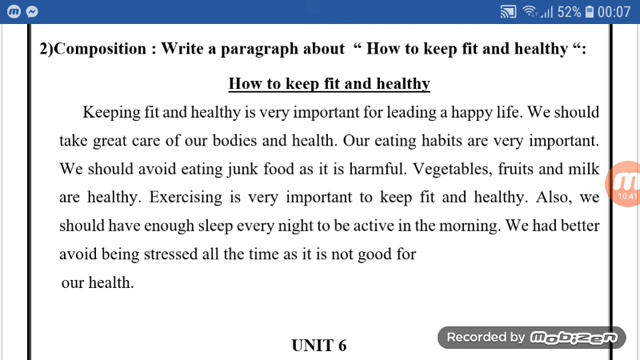 52% 00:07
2)Composition : Write a paragraph about “ How to keep fit and healthy “:
How to keep fit and healthy
Keeping fit and healthy is very important for leading a happy life. We should
take great care of our bodies and health. Our eating habits are very important.
We should avoid eating junk food as it is harmful. Vegetables, fruits and milk
are healthy. Exercising is very important to keep fit and healthy. Also, we
should have enough sleep every night to be active in the morning. We had better
avoid being stressed all the time as it is not good for
our health.
10:41
UNIT 6
Recorded by mobizen